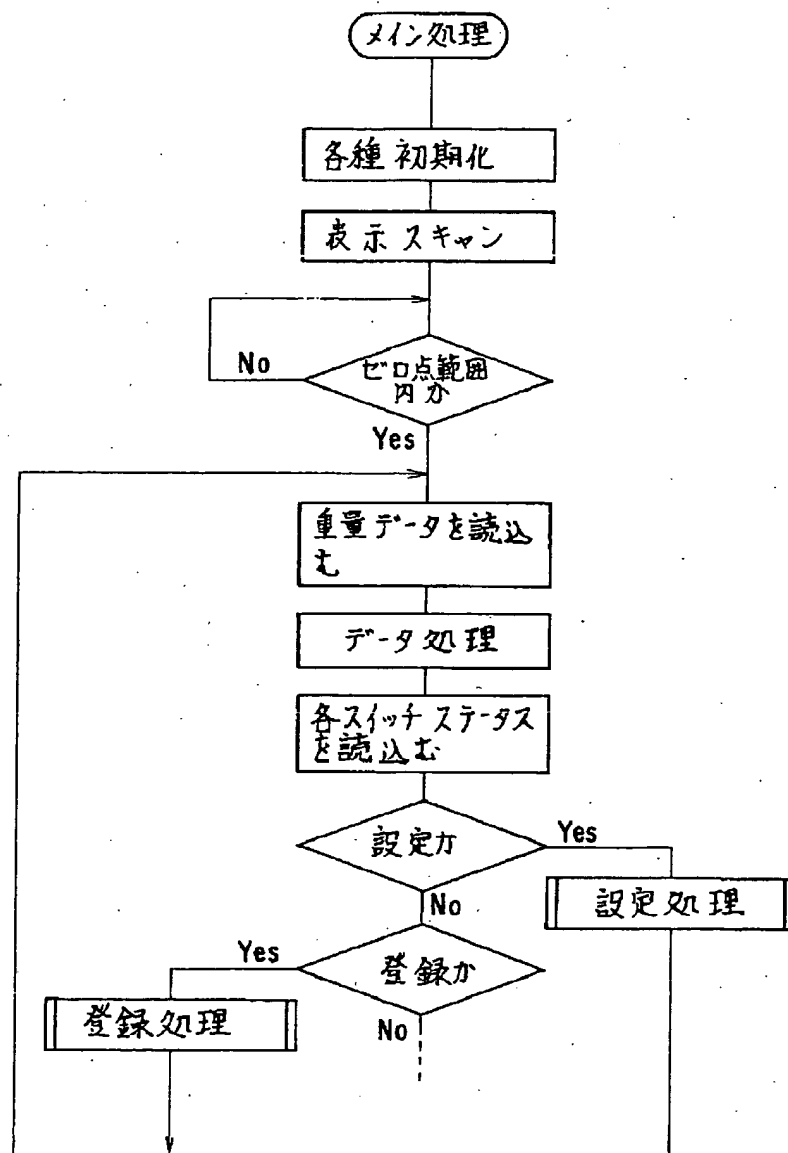 メイン処理
各種初期化
表示スキャン
No
ゼロ点範囲
内か
Yes
重量データを読込
む
データ処理
各スイッチステータス
を読込む
設定か
Yes
No
設定処理
Yes
登録か
登録処理
No